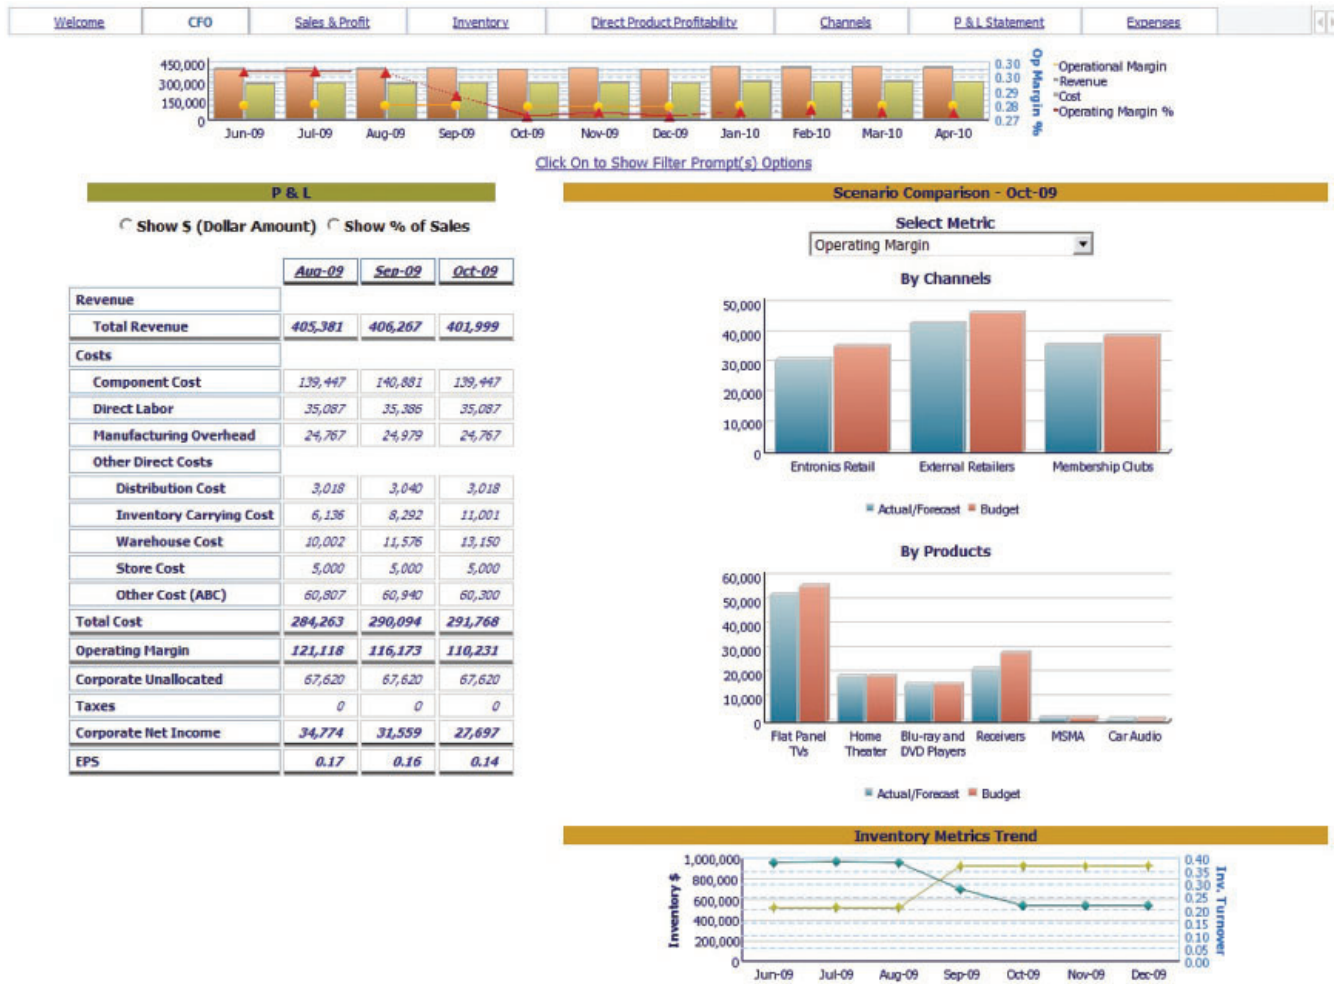 Welcome CFO Sales & Profit Inventory Direct Product Profitability Channels P & L Statement Expenses
450,000
300,000
150,000
0
0.30
0.30
0.29
0.28
0.28
0.27
Op Margin %
Operational Margin
Revenue
Cost
Operating Margin %
Jun-09 Jul-09 Aug-09 Sep-09 Oct-09 Nov-09 Dec-09 Jan-10 Feb-10 Mar-10 Apr-10
Click On to Show Filter Prompt(s) Options
P & L
Show $ (Dollar Amount) Show % of Sales
Aug-09 Sep-09 Oct-09
Revenue
Total Revenue 405,381 406,267 401,999
Costs
Component Cost 139,447 140,881 139,447
Direct Labor 35,087 35,386 35,087
Manufacturing Overhead 24,767 24,979 24,767
Other Direct Costs
Distribution Cost 3,018 3,040 3,018
Inventory Carrying Cost 6,136 8,292 11,001
Warehouse Cost 10,002 11,576 13,150
Store Cost 5,000 5,000 5,000
Other Cost (ABC) 60,807 60,940 60,300
Total Cost 284,263 290,094 291,768
Operating Margin 121,118 116,173 110,231
Corporate Unallocated 67,620 67,620 67,620
Taxes 0 0 0
Corporate Net Income 34,774 31,559 27,697
EPS 0.17 0.16 0.14
Scenario Comparison - Oct-09
Select Metric
Operating Margin
By Channels
50,000
40,000
30,000
20,000
10,000
0
Entronics Retail External Retailers Membership Clubs
Actual/Forecast Budget
By Products
60,000
50,000
40,000
30,000
20,000
10,000
0
Flat Panel Home Blu-ray and Receivers MSMA Car Audio
TVs Theater DVD Players
Actual/Forecast Budget
Inventory Metrics Trend
Inventory $
1,000,000
800,000
600,000
400,000
200,000
0
0.40
0.35
0.30
0.25
0.20
0.15
0.10
0.05
0.00
Inv. Turnover
Jun-09 Jul-09 Aug-09 Sep-09 Oct-09 Nov-09 Dec-09